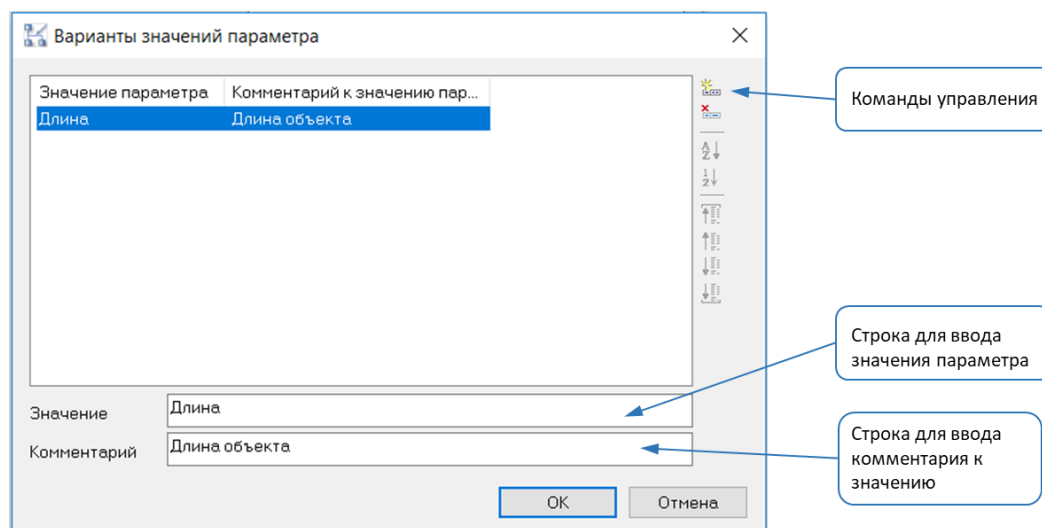 Варианты значений параметра
Значение параметра Комментарий к значению пар...
Длина Длина объекта
Команды управления
Строка для ввода
значения параметра
Значение Длина
Комментарий Длина объекта
Строка для ввода
комментария к
значению
OK Отмена